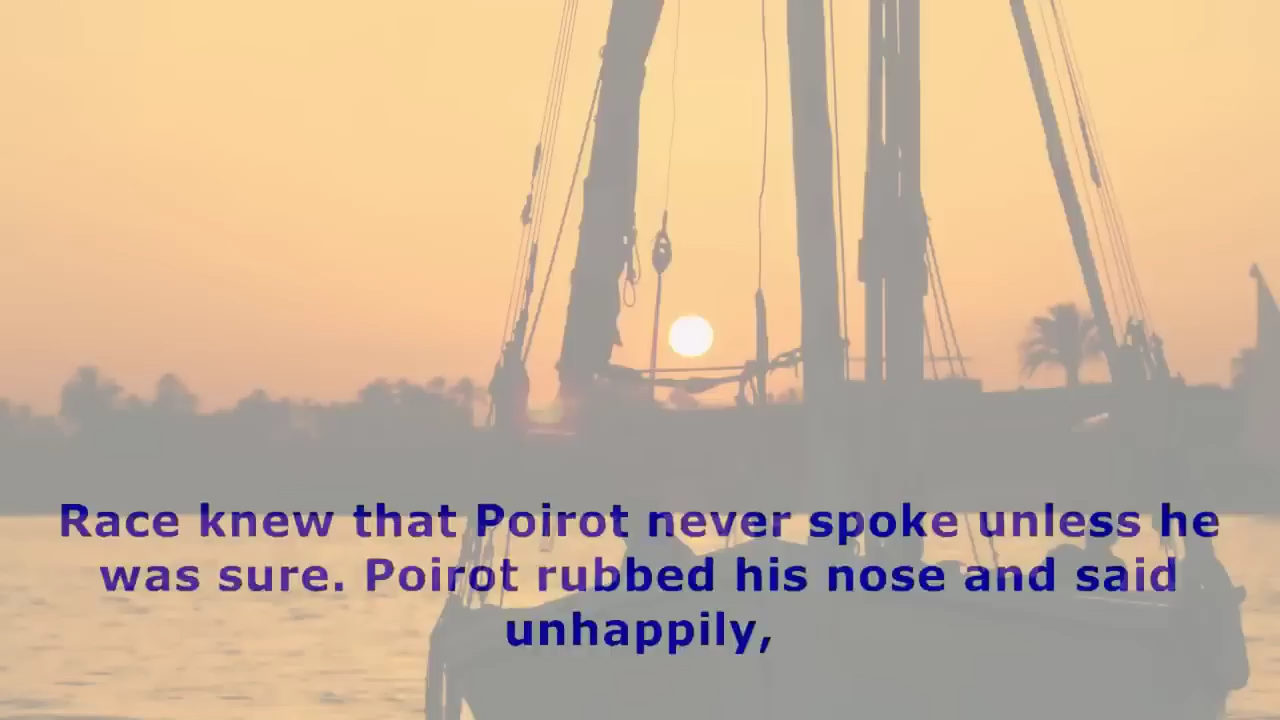 Race knew that Poirot never spoke unless he
was sure. Poirot rubbed his nose and said
unhappily,